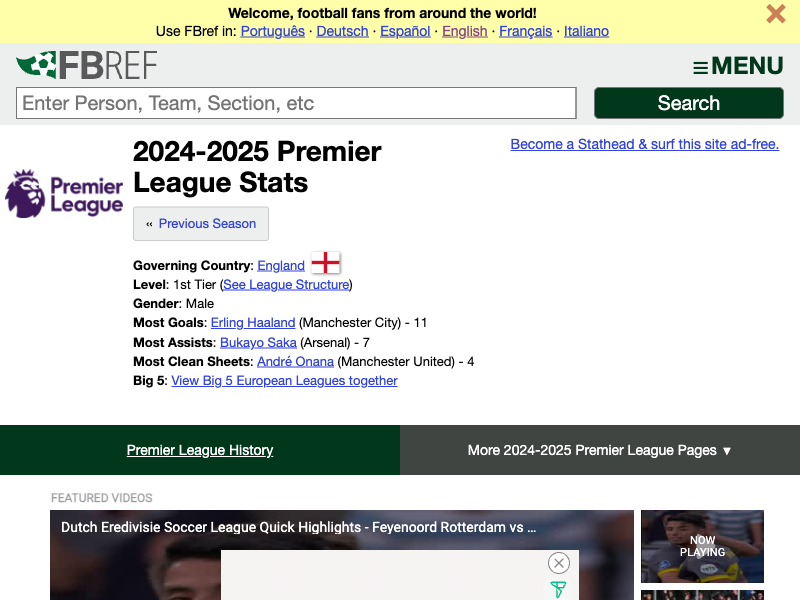 Welcome, football fans from around the world!
Use FBref in: Português · Deutsch · Español · English · Français · Italiano
FBREF
≡MENU
Enter Person, Team, Section, etc
Search
2024-2025 Premier
League Stats
Become a Stathead & surf this site ad-free.
Premier
League
« Previous Season
Governing Country: England
Level: 1st Tier (See League Structure)
Gender: Male
Most Goals: Erling Haaland (Manchester City) - 11
Most Assists: Bukayo Saka (Arsenal) - 7
Most Clean Sheets: André Onana (Manchester United) - 4
Big 5: View Big 5 European Leagues together
Premier League History
More 2024-2025 Premier League Pages ▼
FEATURED VIDEOS
Dutch Eredivisie Soccer League Quick Highlights - Feyenoord Rotterdam vs ...
NOW
PLAYING